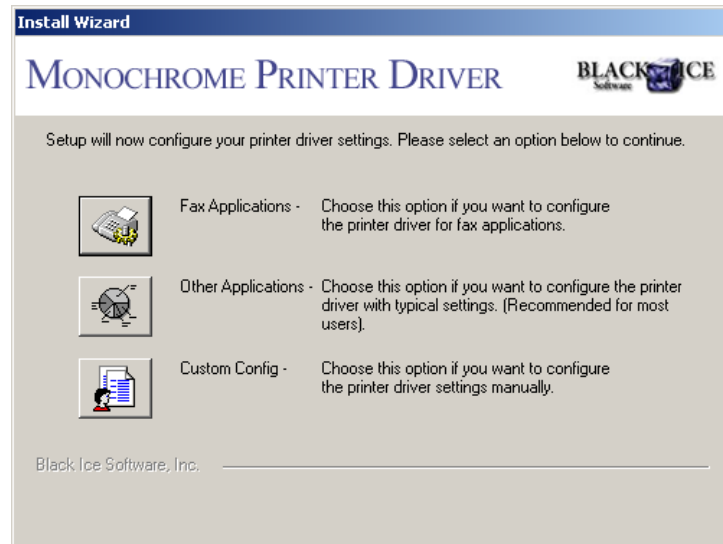 Install Wizard
MONOCHROME PRINTER DRIVER
BLACK ICE
Software
Setup will now configure your printer driver settings. Please select an option below to continue.
Fax Applications - Choose this option if you want to configure
the printer driver for fax applications.
Other Applications - Choose this option if you want to configure the printer
driver with typical settings. (Recommended for most
users).
Custom Config - Choose this option if you want to configure
the printer driver settings manually.
Black Ice Software, Inc.